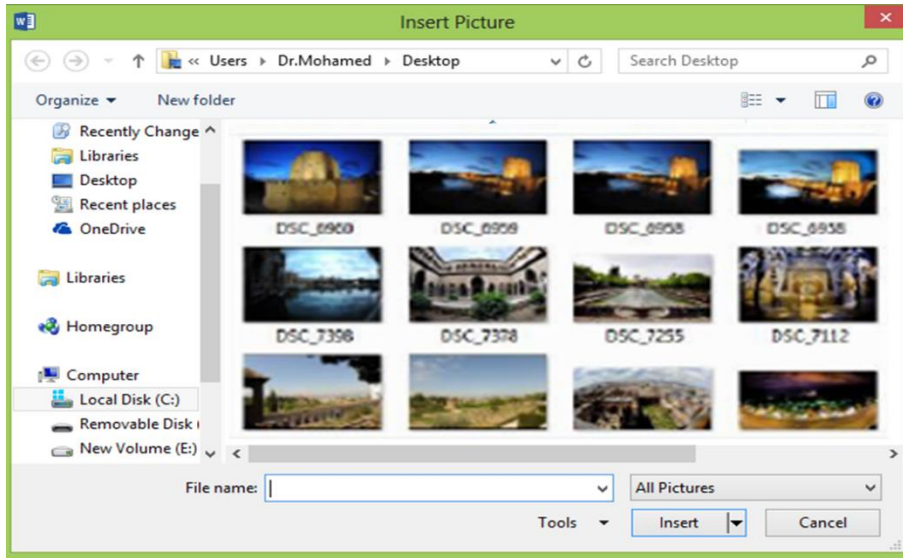 Insert Picture
« Users Dr.Mohamed Desktop Search Desktop
Organize New folder
Recently Change
Libraries
Desktop
Recent places
OneDrive
Libraries
Homegroup
Computer
Local Disk (C:)
Removable Disk
New Volume (E:)
DSC_6960 DSC_6959 DSC_6958 DSC_6938
DSC_7398 DSC_7378 DSC_7255 DSC_7112
File name: All Pictures
Tools Insert Cancel